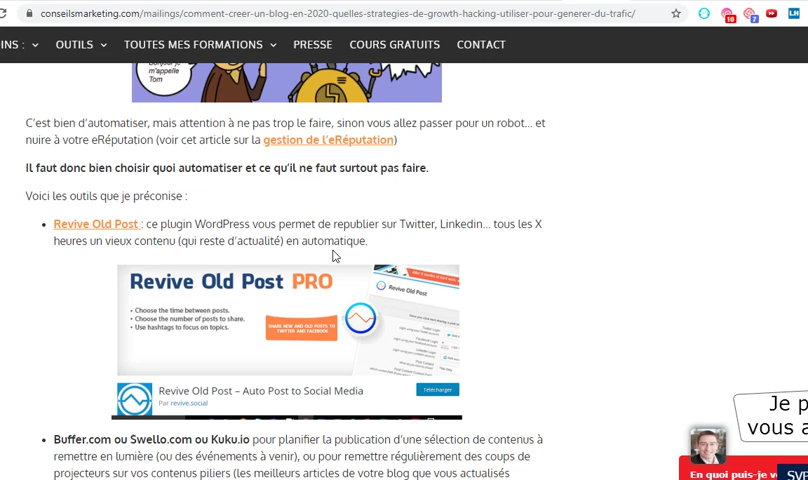 conseilsmarketing.com/mailings/comment-creer-un-blog-en-2020-quelles-strategies-de-growth-hacking-utiliser-pour-generer-du-trafic/
10
7
LH
INS :
OUTILS
TOUTES MES FORMATIONS
PRESSE
COURS GRATUITS
CONTACT
Bonjour je
m'appelle
Tom
C'est bien d'automatiser, mais attention à ne pas trop le faire, sinon vous allez passer pour un robot… et
nuire à votre eRéputation (voir cet article sur la gestion de l'eRéputation)
Il faut donc bien choisir quoi automatiser et ce qu'il ne faut surtout pas faire.
Voici les outils que je préconise :
• Revive Old Post : ce plugin WordPress vous permet de republier sur Twitter, Linkedin… tous les X
heures un vieux contenu (qui reste d'actualité) en automatique.
Revive Old Post PRO
• Choose the time between posts.
• Choose the number of posts to share.
• Use hashtags to focus on topics.
SHARE NEW AND OLD POSTS TO
TWITTER AND FACEBOOK
Revive Old Post
Revive Old Post – Auto Post to Social Media
Par revive.social
Télécharger
• Buffer.com ou Swello.com ou Kuku.io pour planifier la publication d'une sélection de contenus à
remettre en lumière (ou des événements à venir), ou pour remettre régulièrement des coups de
projecteurs sur vos contenus piliers (les meilleurs articles de votre blog que vous actualisés
Je p
vous a
En quoi puis-je v